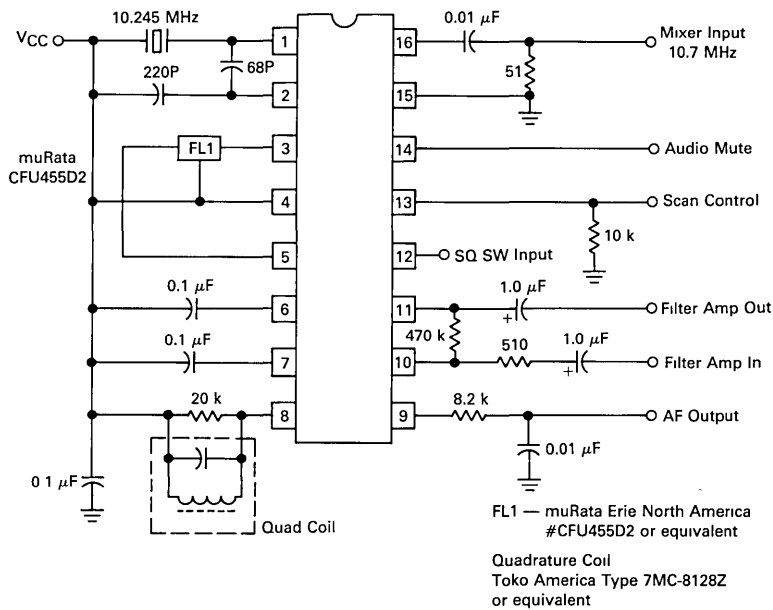 10.245 MHz
VCC
68P
220P
1
2
3
4
5
6
7
8
FL1
muRata
CFU455D2
0.1 μF
0.1 μF
20 k
0 1 μF
Quad Coil
16
15
14
13
12
11
10
9
0.01 μF
Mixer Input
10.7 MHz
51
Audio Mute
Scan Control
10 k
SQ SW Input
1.0 μF
+
Filter Amp Out
470 k
510
1.0 μF
+
Filter Amp In
8.2 k
AF Output
0.01 μF
FL1 — muRata Erie North America
#CFU455D2 or equivalent
Quadrature Coil
Toko America Type 7MC-8128Z
or equivalent